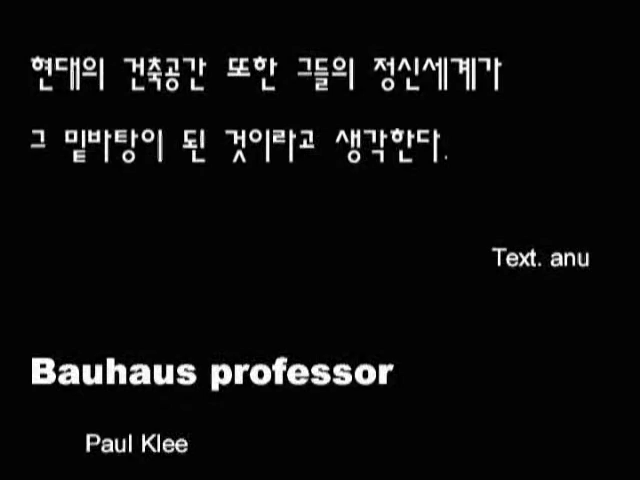 현대의 건축공간 또한 그들의 정신세계가
그 밑바탕이 된 것이라고 생각한다.
Text. anu
Bauhaus professor
Paul Klee